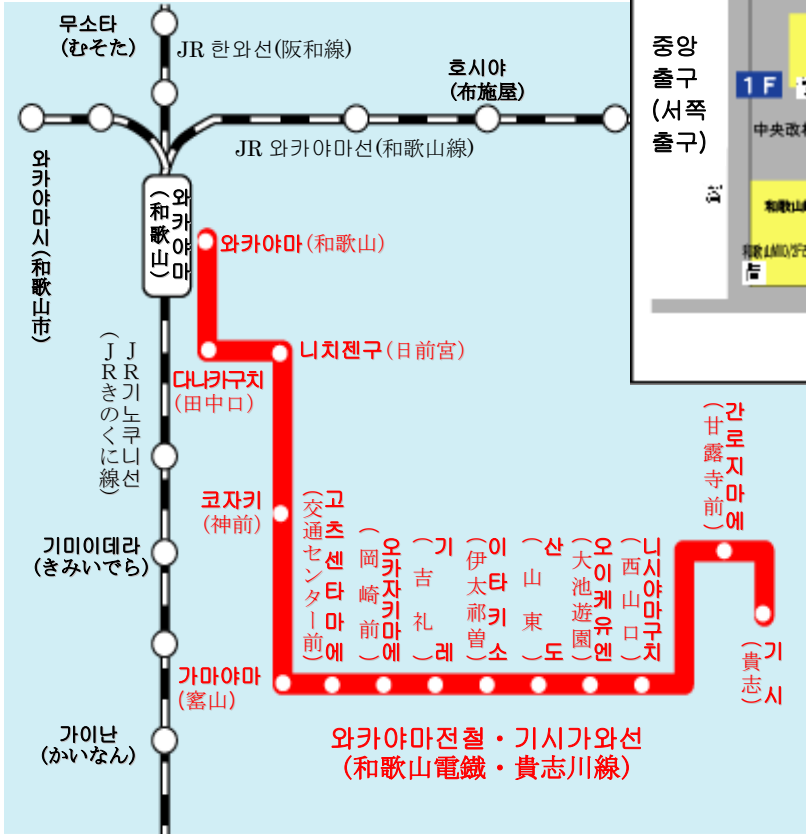 무소타
(むそた)
JR 한와선(阪和線)
호시야
(布施屋)
JR 와카야마선(和歌山線)
와카야마시(和歌山市)
와카야마
(和歌山)
와카야마(和歌山)
니치젠구(日前宮)
다나카구치
(田中口)
JR기노쿠니선
(JRきのくに線)
코자키
(神前)
기미이데라
(きみいでら)
가마야마
(竈山)
가이난
(かいなん)
고츠센타마에
(交通センター前)
오카자키마에
(岡崎前)
기레
(吉礼)
이타키소
(伊太祁曽)
산도
(山東)
오이케유엔
(大池遊園)
니시야마구치
(西山口)
간로지마에
(甘露寺前)
기시
(貴志)
와카야마전철・기시가와선
(和歌山電鐵・貴志川線)
중앙
출구
(서쪽
출구)
1F
中央改
和歌山
和歌山MIO/2F